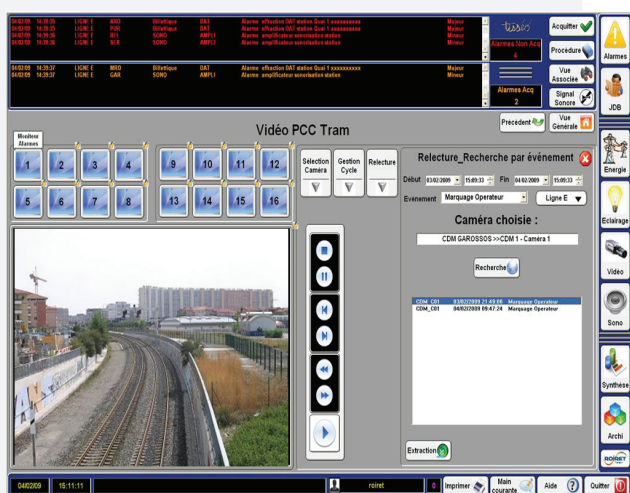 04/02/09 14:39:35 LIGNE E ARO Billettique DAT Alarme effraction DAT station Quai 1 xxxxxxxxxx Majeur
04/02/09 14:39:35 LIGNE E PUR Billettique DAT Alarme effraction DAT station Quai 1 xxxxxxxxxx Majeur
04/02/09 14:39:36 LIGNE E SONO AMPLI Alarme amplificateur sonorisation station Mineur
04/02/09 14:39:36 LIGNE E SONO AMPLI Alarme amplificateur sonorisation station Mineur
04/02/09 14:39:37 LIGNE E MRO Billettique DAT Alarme effraction DAT station Quai 1 xxxxxxxxxx Majeur
04/02/09 14:39:37 LIGNE E GAR SONO AMPLI Alarme amplificateur sonorisation station Mineur
tisséo
Alarmes Non Acq
4
Alarmes Acq
2
Acquitter
Procédure
Vue Associée
Signal Sonore
Précédent
Vue Générale
Alarmes
JDB
Energie
Eclairage
Vidéo
Sono
Synthèse
Archi
ROIRET
Vidéo PCC Tram
Moniteur Alarmes
1 2 3 4
5 6 7 8
9 10 11 12
13 14 15 16
Sélection Caméra
Gestion Cycle
Relecture
Relecture_Recherche par événement
Début 03/02/2009 15:09:33 Fin 04/02/2009 15:09:33
Evénement Marquage Operateur Ligne E
Caméra choisie :
CDM GAROSSOS >>CDM 1 - Caméra 1
Recherche
CDM_C01 03/02/2009 21:49:08 Marquage Operateur
CDM_C01 04/02/2009 09:47:24 Marquage Operateur
Extraction
04/02/09 15:11:11 roiret 0 Imprimer Main courante Aide ? Quitter